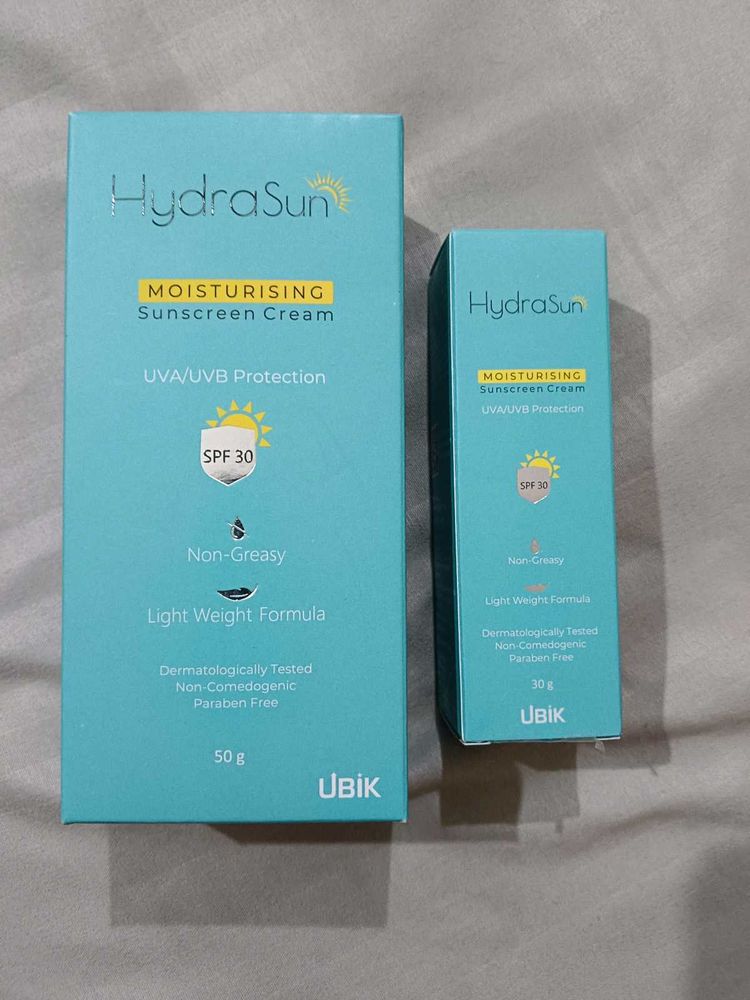 HydraSun
MOISTURISING
Sunscreen Cream
UVA/UVB Protection
SPF 30
Non-Greasy
Light Weight Formula
Dermatologically Tested
Non-Comedogenic
Paraben Free
50 g
UBiK
HydraSun
MOISTURISING
Sunscreen Cream
UVA/UVB Protection
SPF 30
Non-Greasy
Light Weight Formula
Dermatologically Tested
Non-Comedogenic
Paraben Free
30 g
UBiK